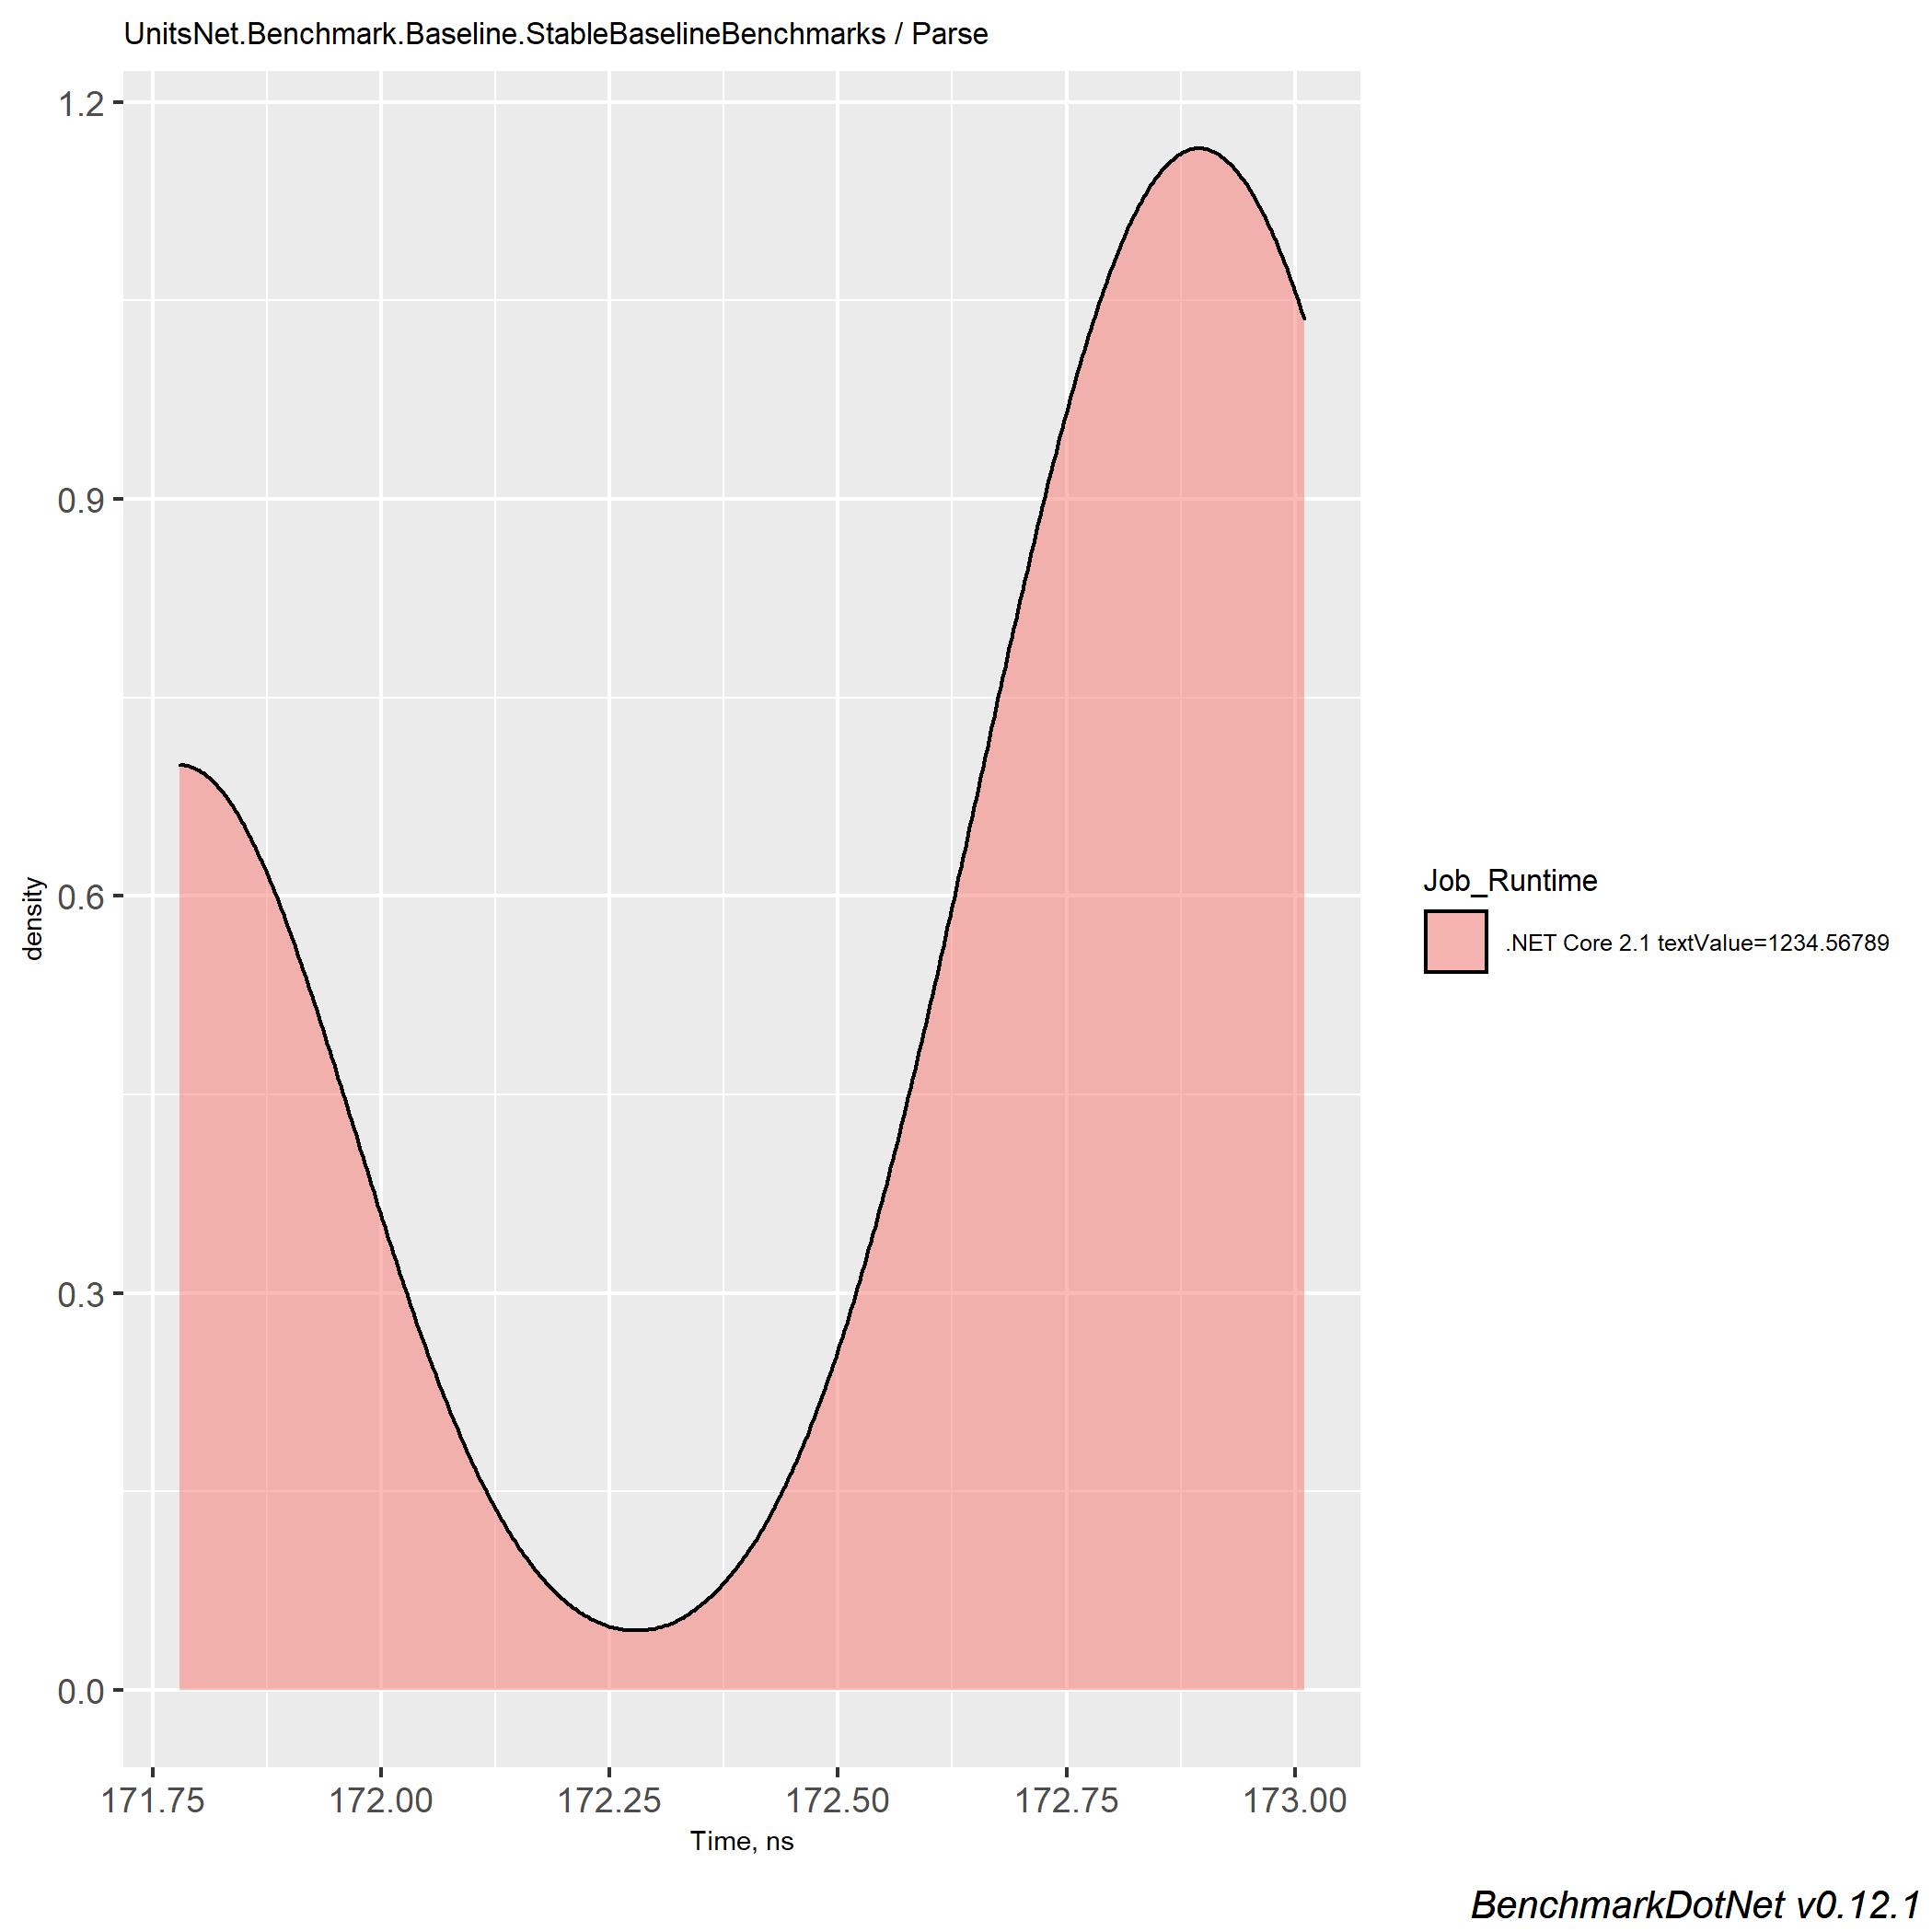 UnitsNet.Benchmark.Baseline.StableBaselineBenchmarks / Parse
1.2
0.9
0.6
0.3
0.0
density
171.75 172.00 172.25 172.50 172.75 173.00
Time, ns
Job_Runtime
.NET Core 2.1 textValue=1234.56789
BenchmarkDotNet v0.12.1